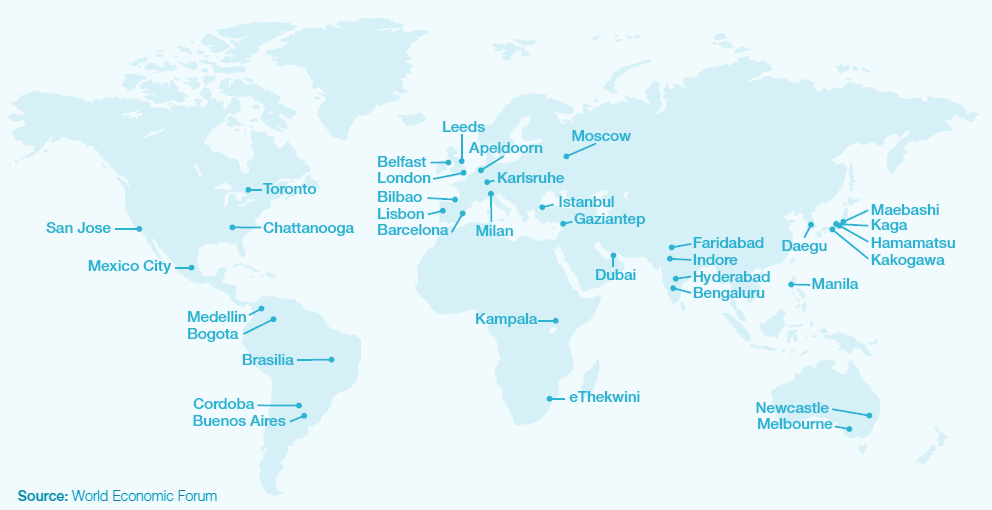 Leeds
Moscow
Apeldoorn
Belfast
London
Karlsruhe
Toronto
Bilbao
Istanbul
Lisbon
Gaziantep
Barcelona
Milan
San Jose
Chattanooga
Maebashi
Kaga
Daegu
Hamamatsu
Kakogawa
Faridabad
Indore
Hyderabad
Bengaluru
Mexico City
Dubai
Manila
Medellin
Bogota
Kampala
Brasilia
eThekwini
Cordoba
Buenos Aires
Newcastle
Melbourne
Source: World Economic Forum